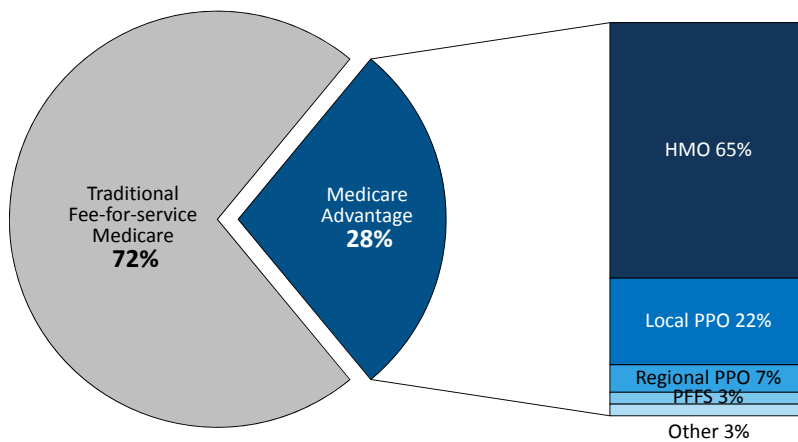 Traditional
Fee-for-service
Medicare
72%
Medicare
Advantage
28%
HMO 65%
Local PPO 22%
Regional PPO 7%
PFFS 3%
Other 3%